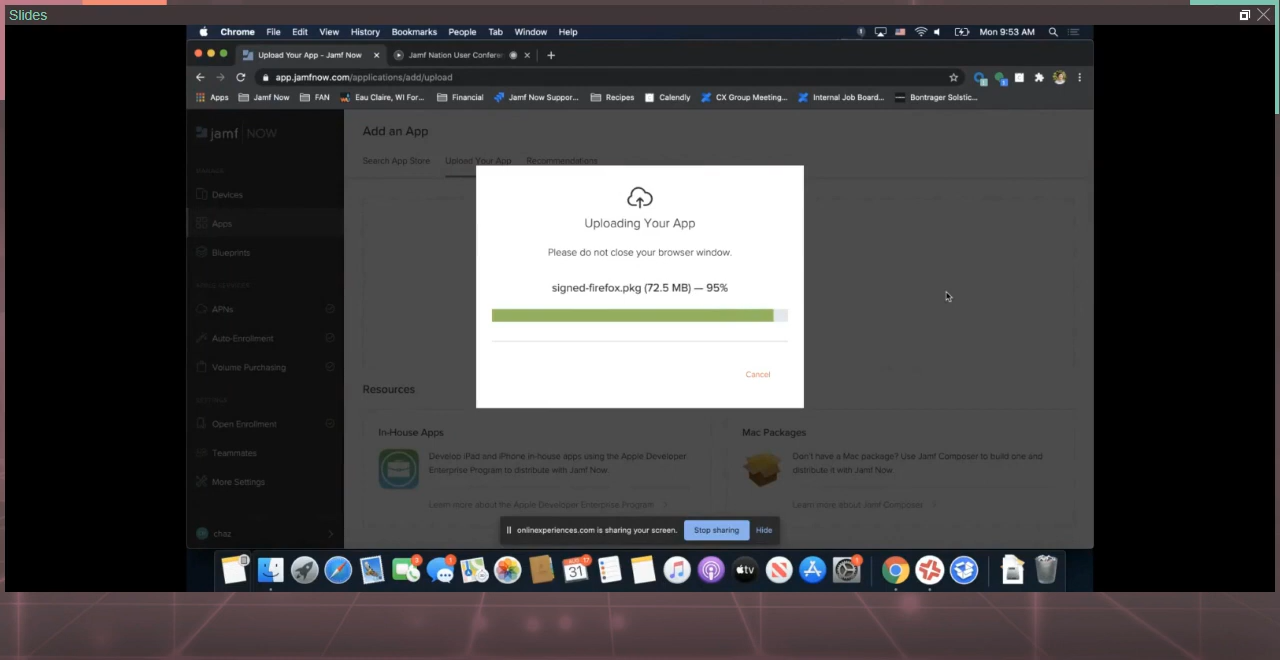 Slides
Chrome File Edit View History Bookmarks People Tab Window Help Mon 9:53 AM
Upload Your App - Jamf Now Jamf Nation User Conferen
app.jamfnow.com/applications/add/upload
Apps Jamf Now FAN Eau Claire, WI For... Financial Jamf Now Suppor... Recipes Calendly CX Group Meeting... Internal Job Board... Bontrager Solstic...
jamf NOW
Add an App
Search App Store Upload Your App Recommendations
Devices
Apps
Blueprints
APNs
Auto-Enrollment
Volume Purchasing
Open Enrollment
Teammates
More Settings
chaz
Uploading Your App
Please do not close your browser window.
signed-firefox.pkg (72.5 MB) — 95%
Cancel
Resources
In-House Apps
Develop iPad and iPhone in-house apps using the Apple Developer
Enterprise Program to distribute with Jamf Now.
Learn more about the Apple Developer Enterprise Program
Mac Packages
Don't have a Mac package? Use Jamf Composer to build one and
distribute it with Jamf Now.
Learn more about Jamf Composer
onlinexperiences.com is sharing your screen. Stop sharing Hide
31
tv